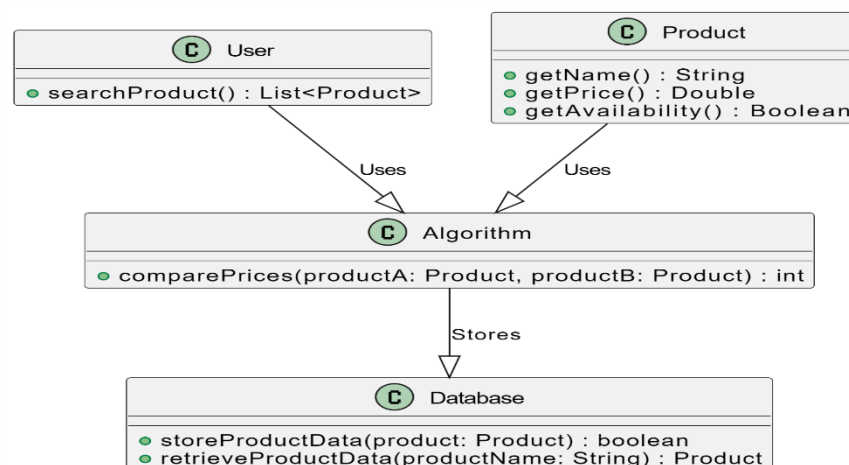 C User
searchProduct() : List<Product>
C Product
getName() : String
getPrice() : Double
getAvailability() : Boolean
Uses
Uses
C Algorithm
comparePrices(productA: Product, productB: Product) : int
Stores
C Database
storeProductData(product: Product) : boolean
retrieveProductData(productName: String) : Product